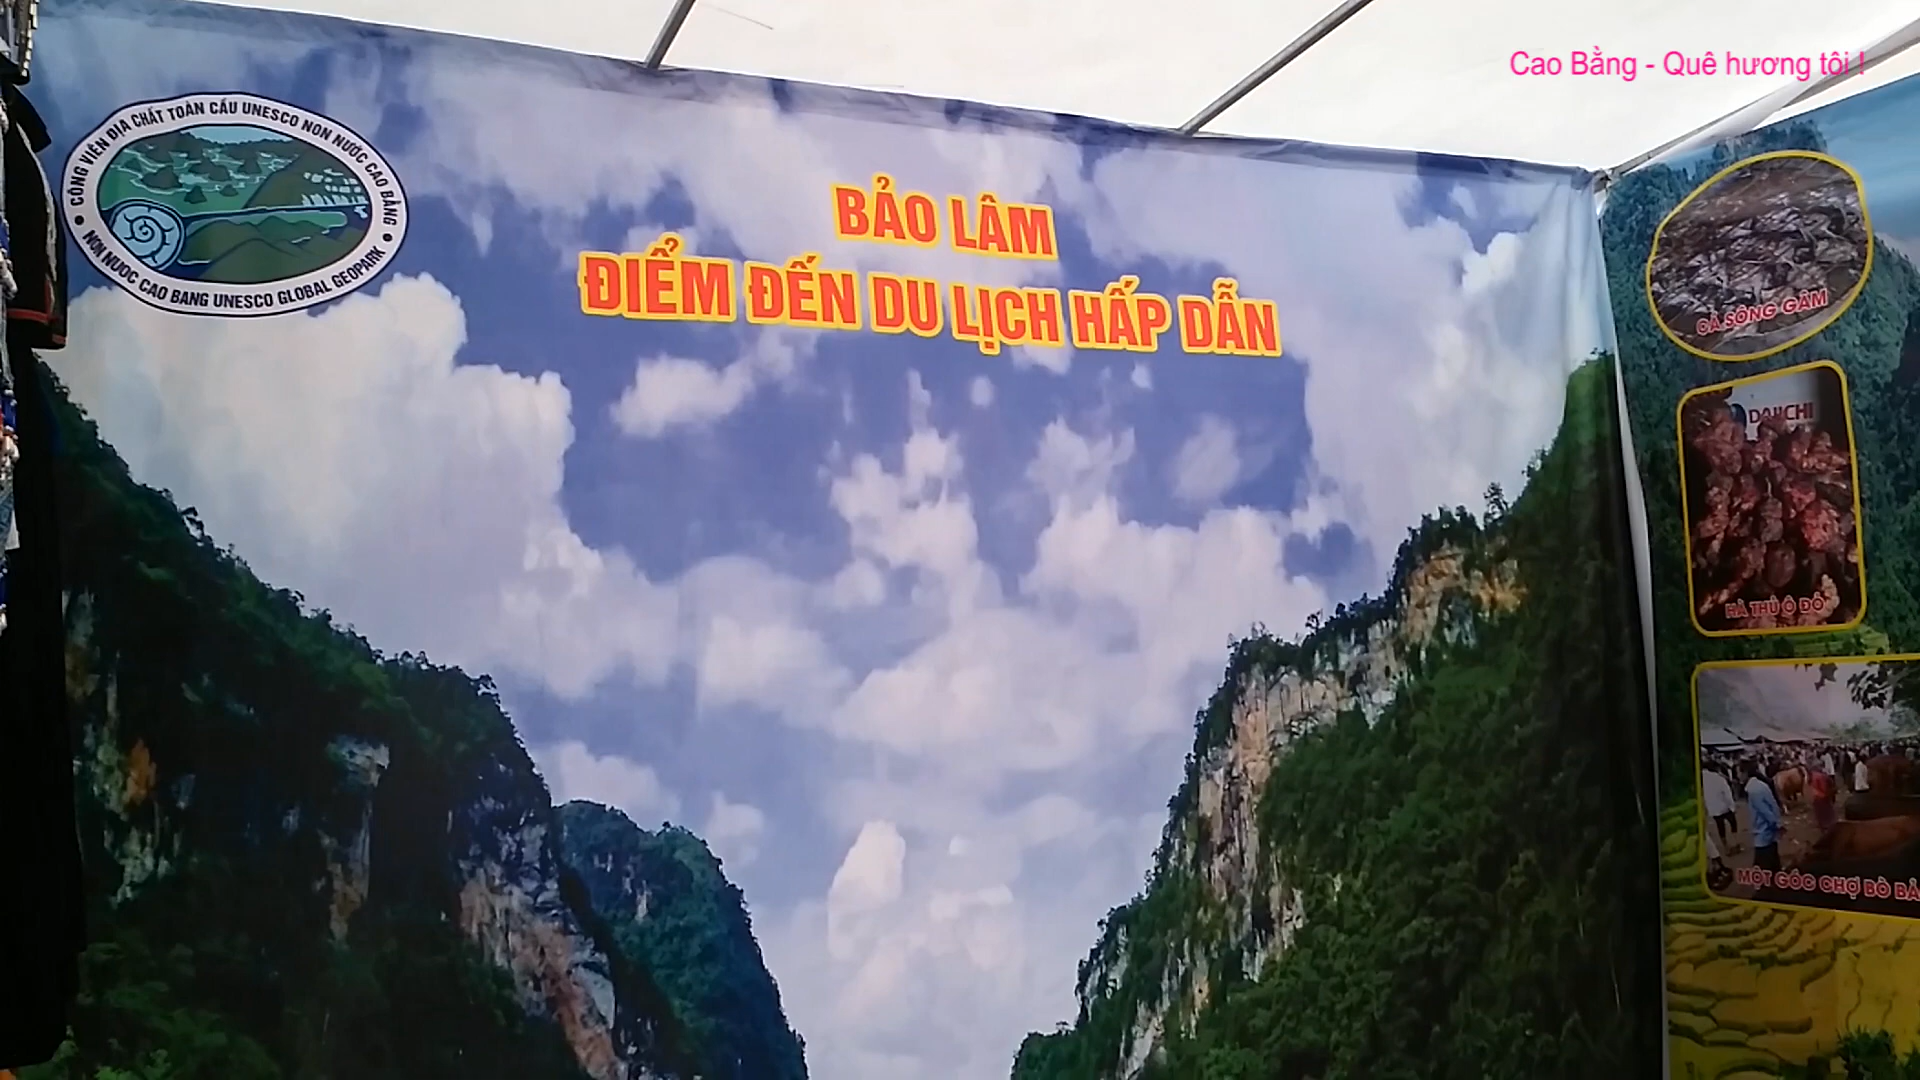 Cao Bằng - Quê hương tôi !
CÔNG VIÊN ĐỊA CHẤT TOÀN CẦU UNESCO NON NƯỚC CAO BẰNG
NON NUOC CAO BANG UNESCO GLOBAL GEOPARK
BẢO LÂM
ĐIỂM ĐẾN DU LỊCH HẤP DẪN
CÁ SÔNG GÂM
DAIICHI
HÀ THỦ Ô ĐỎ
MỘT GÓC CHỢ BÒ BẢ